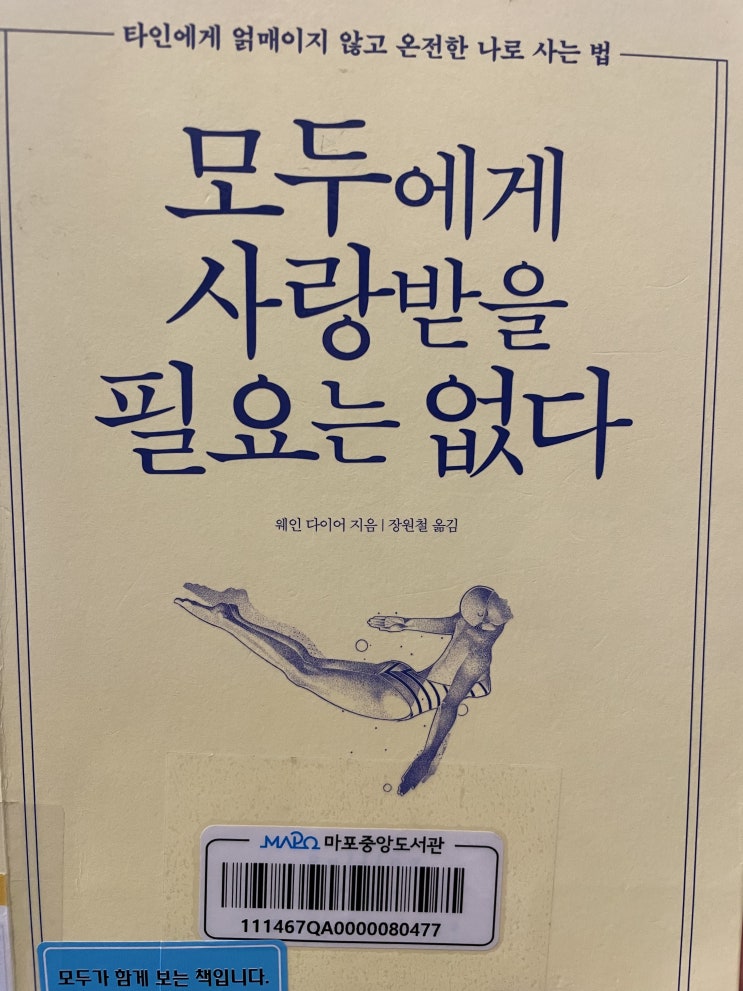 타인에게 얽매이지 않고 온전한 나로 사는 법
모두에게
사랑받을
필요는 없다
웨인 다이어 지음 | 장원철 옮김
MAPO 마포중앙도서관
111467QA0000080477
모두가 함께 보는 책입니다.